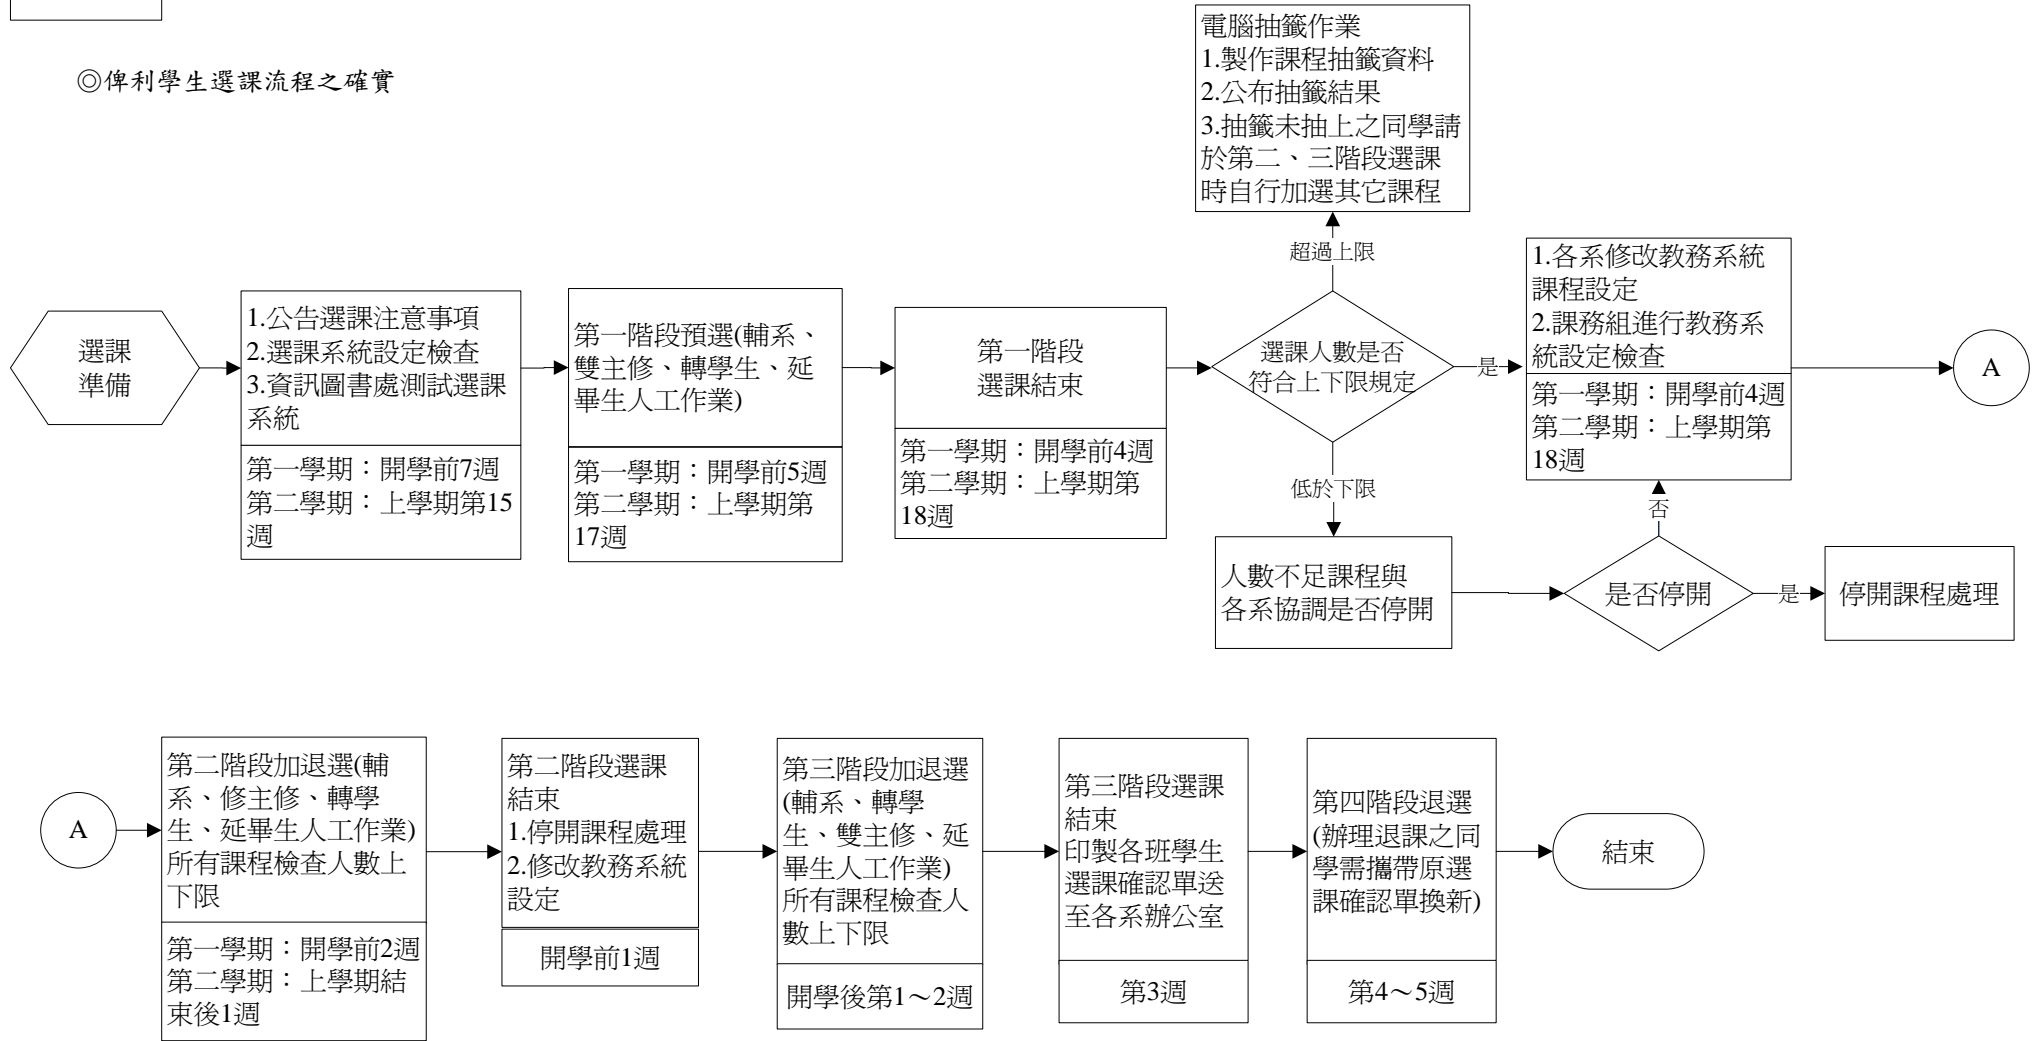 ◎俾利學生選課流程之確實
電腦抽籤作業
1.製作課程抽籤資料
2.公布抽籤結果
3.抽籤未抽上之同學請
於第二、三階段選課
時自行加選其它課程
超過上限
選課
準備
1.公告選課注意事項
2.選課系統設定檢查
3.資訊圖書處測試選課
系統
第一學期：開學前7週
第二學期：上學期第15
週
第一階段預選(輔系、
雙主修、轉學生、延
畢生人工作業)
第一學期：開學前5週
第二學期：上學期第
17週
第一階段
選課結束
第一學期：開學前4週
第二學期：上學期第
18週
選課人數是否
符合上下限規定
是
1.各系修改教務系統
課程設定
2.課務組進行教務系
統設定檢查
第一學期：開學前4週
第二學期：上學期第
18週
A
低於下限
人數不足課程與
各系協調是否停開
否
是否停開
是
停開課程處理
A
第二階段加退選(輔
系、修主修、轉學
生、延畢生人工作業)
所有課程檢查人數上
下限
第一學期：開學前2週
第二學期：上學期結
束後1週
第二階段選課
結束
1.停開課程處理
2.修改教務系統
設定
開學前1週
第三階段加退選
(輔系、轉學
生、雙主修、延
畢生人工作業)
所有課程檢查人
數上下限
開學後第1～2週
第三階段選課
結束
印製各班學生
選課確認單送
至各系辦公室
第3週
第四階段退選
(辦理退課之同
學需攜帶原選
課確認單換新)
第4～5週
結束